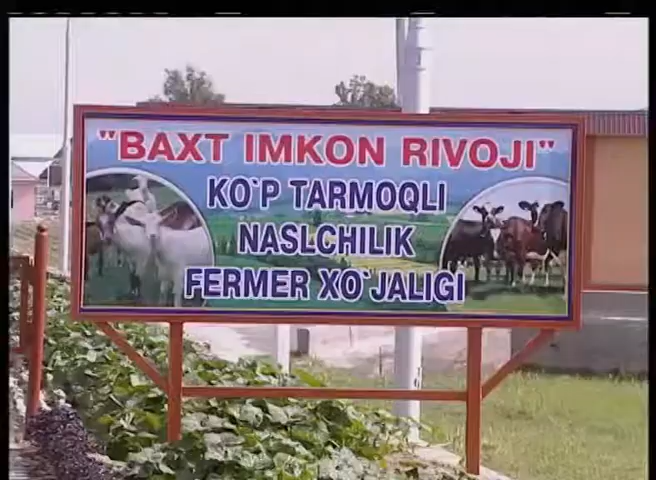 "BAXT IMKON RIVOJI"
KO`P TARMOQLI
NASLCHILIK
FERMER XO`JALIGI